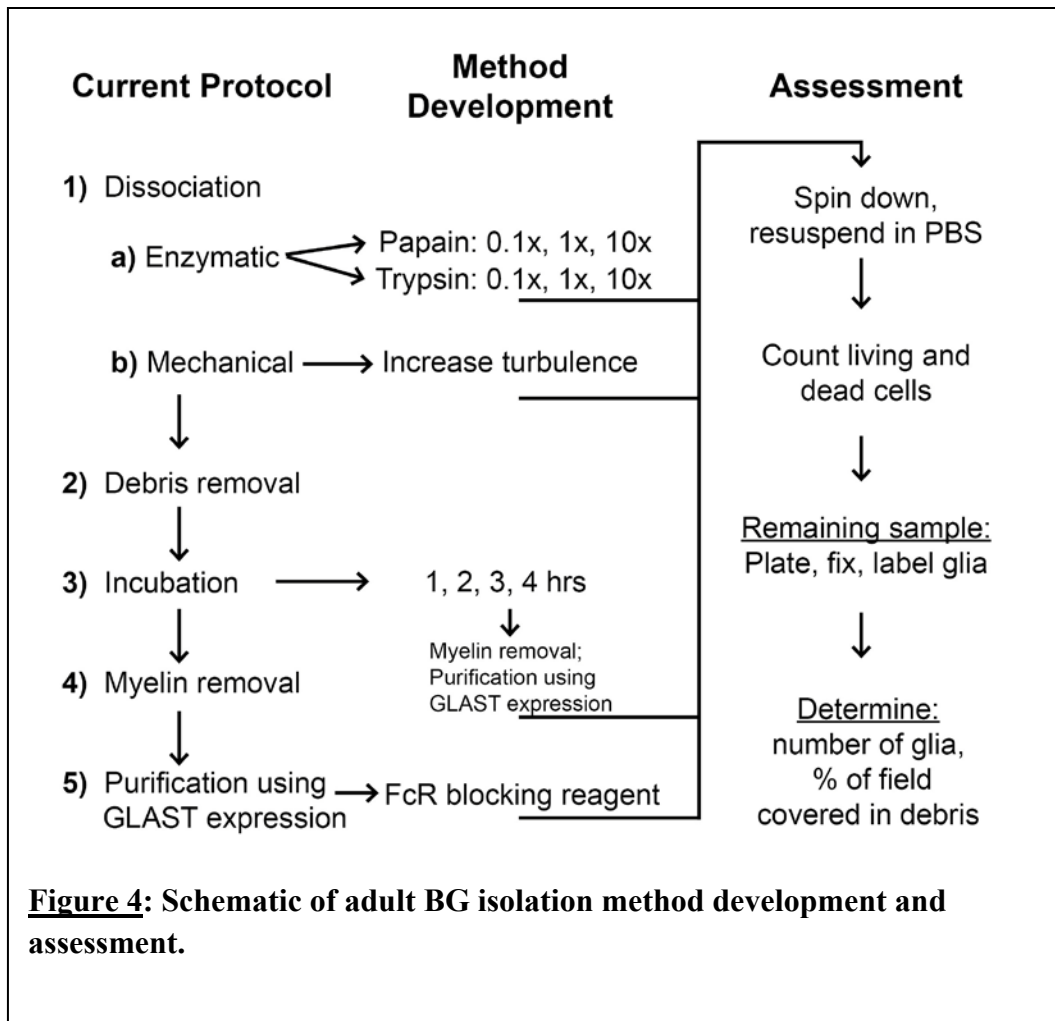 Current Protocol
Method
Development
Assessment
1) Dissociation
a) Enzymatic
Papain: 0.1x, 1x, 10x
Trypsin: 0.1x, 1x, 10x
b) Mechanical
Increase turbulence
2) Debris removal
3) Incubation
1, 2, 3, 4 hrs
Myelin removal;
Purification using
GLAST expression
4) Myelin removal
5) Purification using
GLAST expression
FcR blocking reagent
Spin down,
resuspend in PBS
Count living and
dead cells
Remaining sample:
Plate, fix, label glia
Determine:
number of glia,
% of field
covered in debris
Figure 4: Schematic of adult BG isolation method development and
assessment.